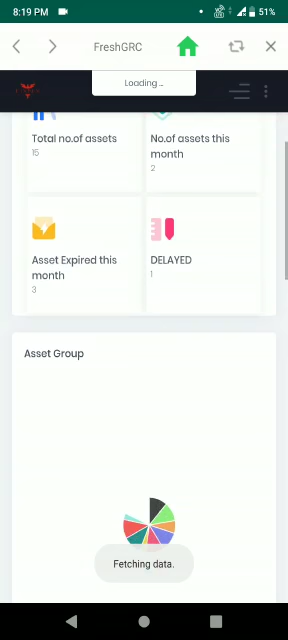 8:19 PM
51%
FreshGRC
Loading ...
Total no.of assets
15
No.of assets this
month
2
Asset Expired this
month
3
DELAYED
1
Asset Group
Fetching data.